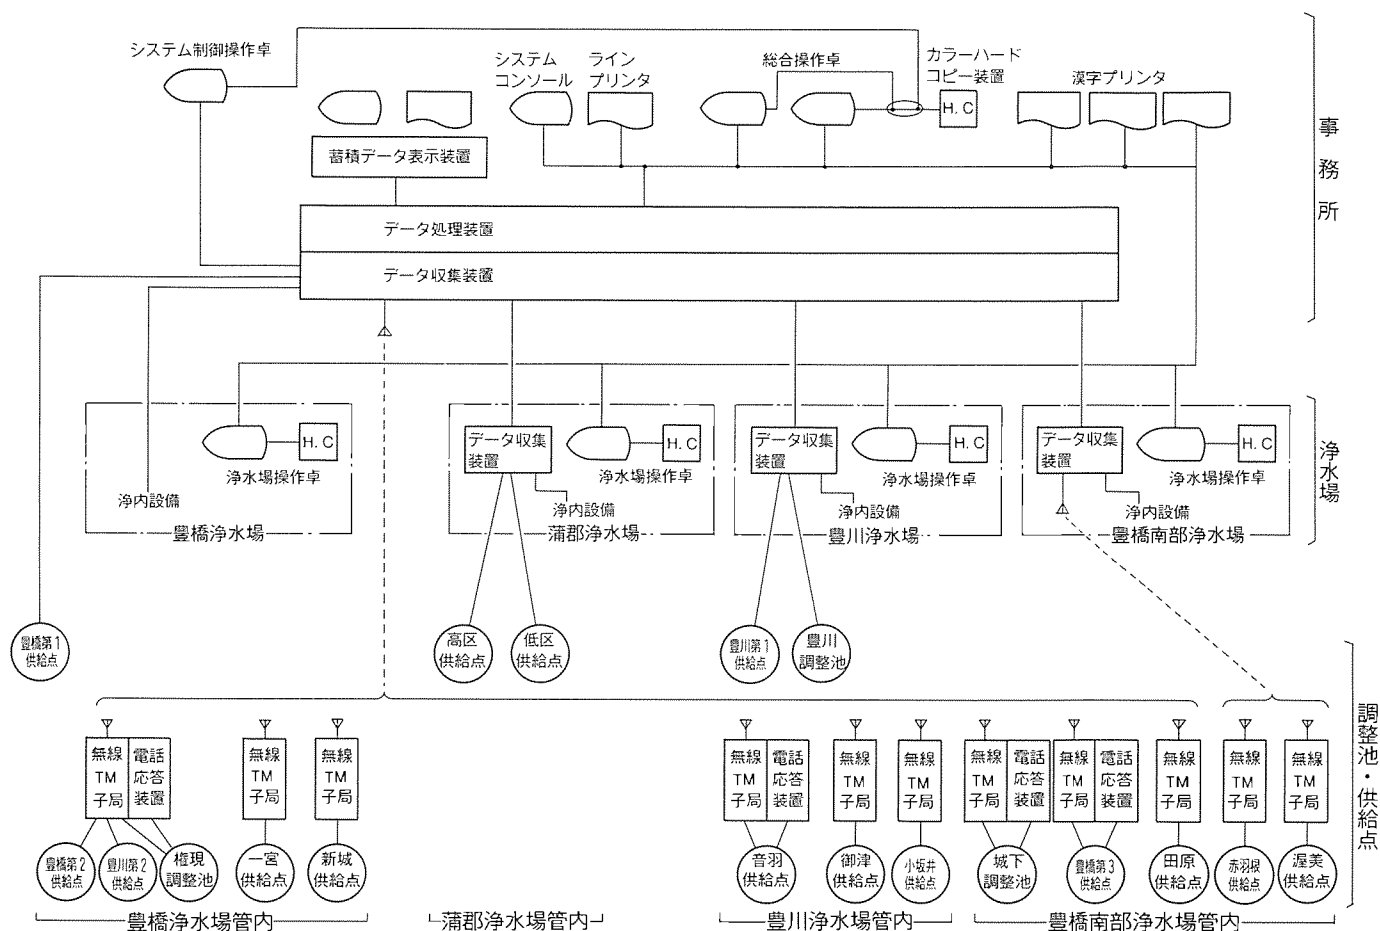 システム制御操作卓
システム
コンソール
ライン
プリンタ
総合操作卓
カラーハード
コピー装置
H. C
漢字プリンタ
蓄積データ表示装置
データ処理装置
データ収集装置
事務所
H. C
浄水場操作卓
浄内設備
豊橋浄水場
データ収集
装置
H. C
浄水場操作卓
浄内設備
蒲郡浄水場
データ収集
装置
H. C
浄水場操作卓
浄内設備
豊川浄水場
データ収集
装置
H. C
浄水場操作卓
浄内設備
豊橋南部浄水場
浄水場
豊橋第1
供給点
高区
供給点
低区
供給点
豊川第1
供給点
豊川
調整池
無線
TM
子局
電話
応答
装置
無線
TM
子局
無線
TM
子局
無線
TM
子局
電話
応答
装置
無線
TM
子局
無線
TM
子局
無線
TM
子局
電話
応答
装置
無線
TM
子局
電話
応答
装置
無線
TM
子局
無線
TM
子局
無線
TM
子局
豊橋第2
供給点
豊川第2
供給点
権現
調整池
一宮
供給点
新城
供給点
音羽
供給点
御津
供給点
小坂井
供給点
城下
調整池
豊橋第3
供給点
田原
供給点
赤羽根
供給点
渥美
供給点
調整池・供給点
豊橋浄水場管内
蒲郡浄水場管内
豊川浄水場管内
豊橋南部浄水場管内